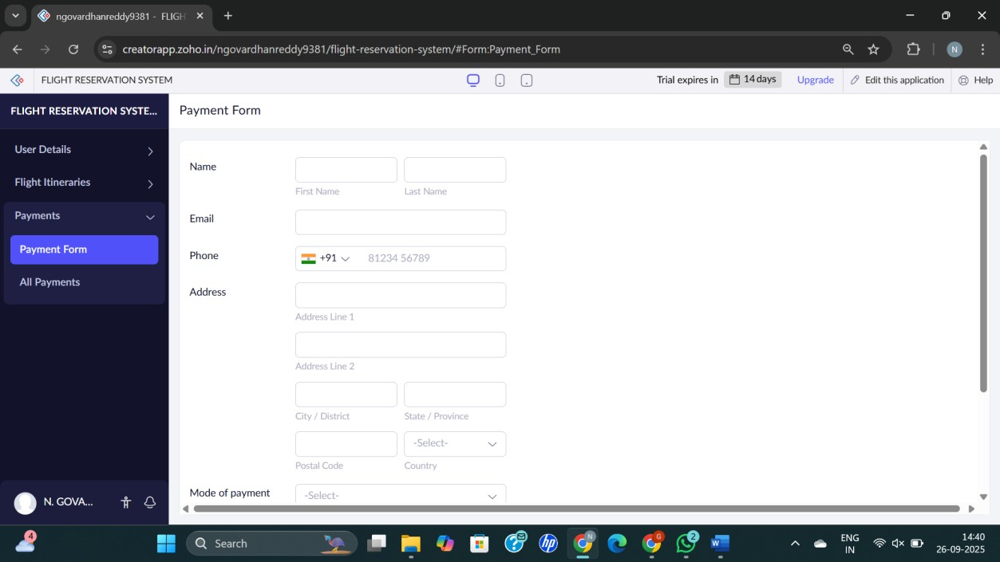 ngovardhanreddy9381 - FLIGH
creatorapp.zoho.in/ngovardhanreddy9381/flight-reservation-system/#Form:Payment_Form
N
FLIGHT RESERVATION SYSTEM
Trial expires in 14 days Upgrade Edit this application Help
FLIGHT RESERVATION SYSTE...
Payment Form
User Details
Flight Itineraries
Payments
Payment Form
All Payments
Name
First Name Last Name
Email
Phone +91 81234 56789
Address
Address Line 1
Address Line 2
City / District State / Province
-Select-
Postal Code Country
Mode of payment -Select-
N. GOVA...
4
Search
hp
N
G
2
W
ENG
IN
14:40
26-09-2025